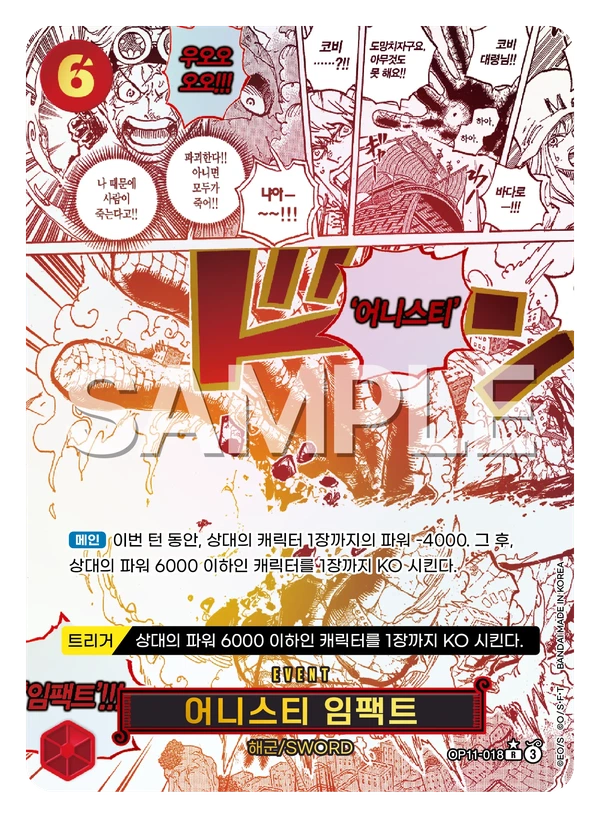 6
우오오
오오!!!
코비
……?!!
도망치자구요,
아무것도
못 해요!!
코비
대령님!!
하아,
하아.
나 때문에
사람이
죽는다고!!
파괴한다!!
아니면
모두가
죽어!!
냐아—
~~!!!
바다로
—!!!
ドン
'어니스티'
SAMPLE
메인 이번 턴 동안, 상대의 캐릭터 1장까지의 파워 -4000. 그 후,
상대의 파워 6000 이하인 캐릭터를 1장까지 KO 시킨다.
트리거 상대의 파워 6000 이하인 캐릭터를 1장까지 KO 시킨다.
EVENT
'임팩트'!!!
어니스티 임팩트
해군/SWORD
OP11-018 R 3
©EO/S. ©O/S·F·T. BANDAI MADE IN KOREA